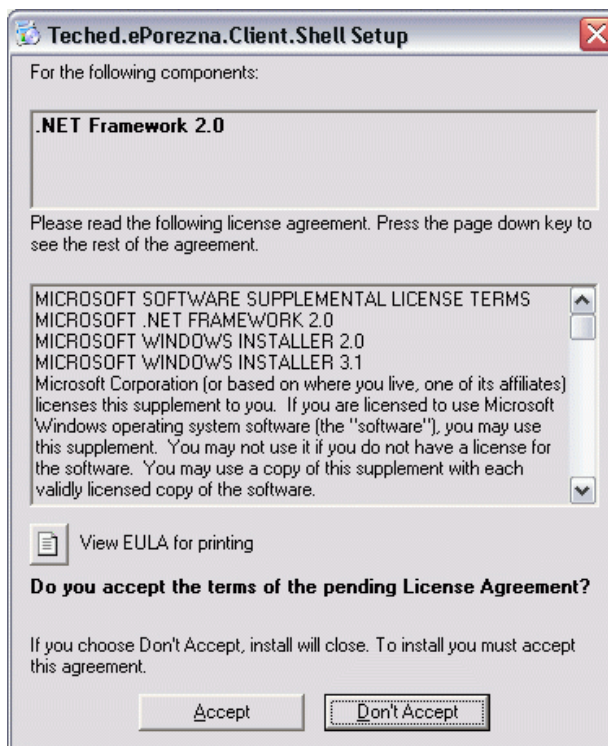 Teched.ePorezna.Client.Shell Setup
For the following components:
.NET Framework 2.0
Please read the following license agreement. Press the page down key to
see the rest of the agreement.
MICROSOFT SOFTWARE SUPPLEMENTAL LICENSE TERMS
MICROSOFT .NET FRAMEWORK 2.0
MICROSOFT WINDOWS INSTALLER 2.0
MICROSOFT WINDOWS INSTALLER 3.1
Microsoft Corporation (or based on where you live, one of its affiliates)
licenses this supplement to you.  If you are licensed to use Microsoft
Windows operating system software (the "software"), you may use
this supplement.  You may not use it if you do not have a license for
the software.  You may use a copy of this supplement with each
validly licensed copy of the software.
View EULA for printing
Do you accept the terms of the pending License Agreement?
If you choose Don't Accept, install will close. To install you must accept
this agreement.
Accept
Don't Accept